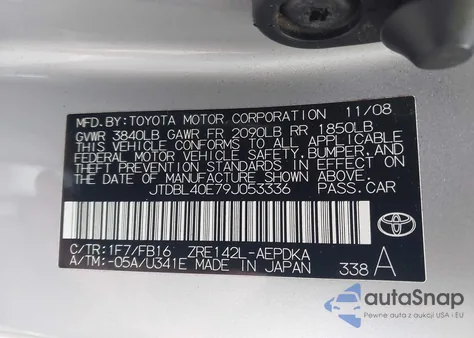 MFD.BY:TOYOTA MOTOR CORPORATION 11/08
GVWR 3840LB GAWR FR 2090LB RR 1850LB
THIS VEHICLE CONFORMS TO ALL APPLICABLE
FEDERAL MOTOR VEHICLE SAFETY, BUMPER, AND
THEFT PREVENTION STANDARDS IN EFFECT ON
THE DATE OF MANUFACTURE SHOWN ABOVE.
JTDBL40E79J053336 PASS.CAR
C/TR:1F7/FB16 ZRE142L-AEPDKA
A/TM:-05A/U341E MADE IN JAPAN 338 A
TOYOTA
autoSnap
Pewne auta z USA i EU